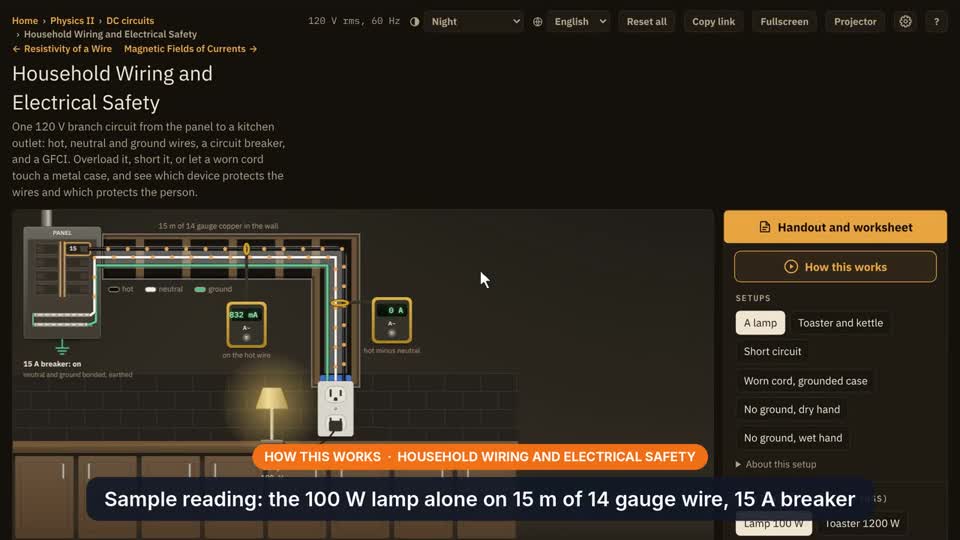 Home › Physics II › DC circuits
› Household Wiring and Electrical Safety
← Resistivity of a Wire Magnetic Fields of Currents →
120 V rms, 60 Hz
Night
English
Reset all
Copy link
Fullscreen
Projector
?
Household Wiring and
Electrical Safety
One 120 V branch circuit from the panel to a kitchen
outlet: hot, neutral and ground wires, a circuit breaker,
and a GFCI. Overload it, short it, or let a worn cord
touch a metal case, and see which device protects the
wires and which protects the person.
PANEL
15
15 m of 14 gauge copper in the wall
hot
neutral
ground
832 mA
A~
on the hot wire
0 A
A~
hot minus neutral
15 A breaker: on
neutral and ground bonded, earthed
Handout and worksheet
How this works
SETUPS
A lamp
Toaster and kettle
Short circuit
Worn cord, grounded case
No ground, dry hand
No ground, wet hand
About this setup
Lamp 100 W
Toaster 1200 W
HOW THIS WORKS · HOUSEHOLD WIRING AND ELECTRICAL SAFETY
Sample reading: the 100 W lamp alone on 15 m of 14 gauge wire, 15 A breaker